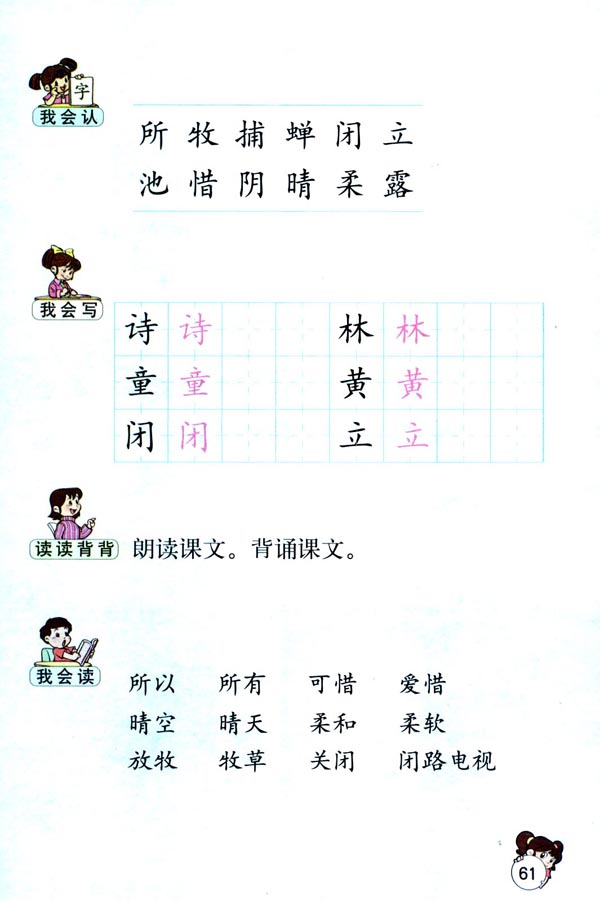 字
我会认
所 牧 捕 蝉 闭 立
池 惜 阴 晴 柔 露
我会写
诗 诗 林 林
童 童 黄 黄
闭 闭 立 立
读读背背 朗读课文。背诵课文。
我会读
所以 所有 可惜 爱惜
晴空 晴天 柔和 柔软
放牧 牧草 关闭 闭路电视
61